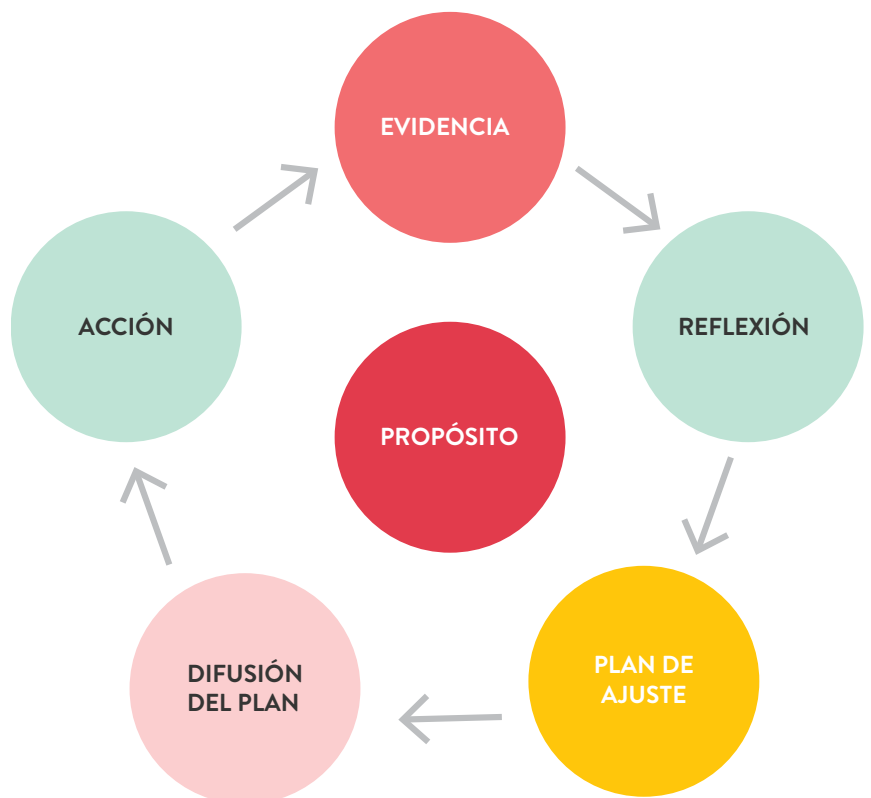 EVIDENCIA
ACCIÓN
REFLEXIÓN
PROPÓSITO
PLAN DE
AJUSTE
DIFUSIÓN
DEL PLAN